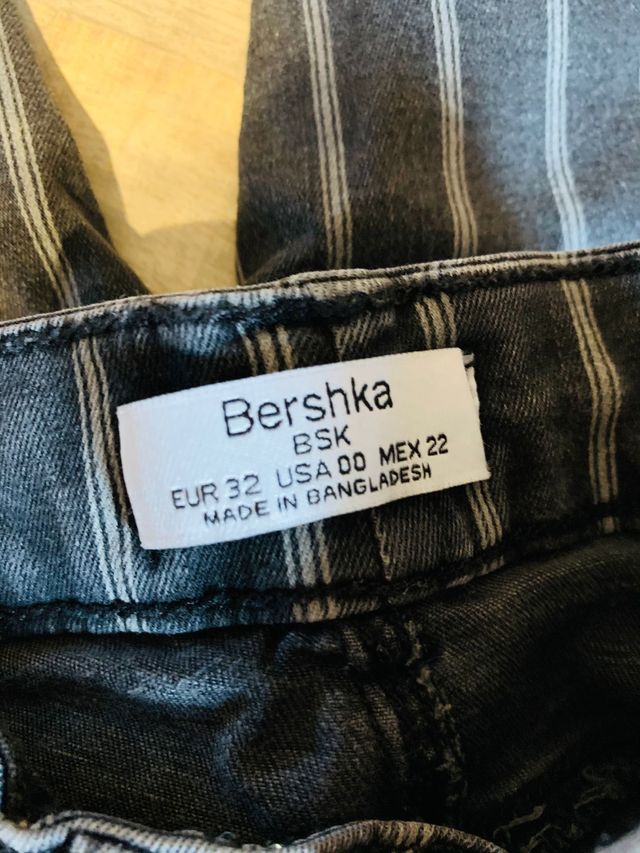 Bershka
BSK
EUR 32 USA 00 MEX 22
MADE IN BANGLADESH